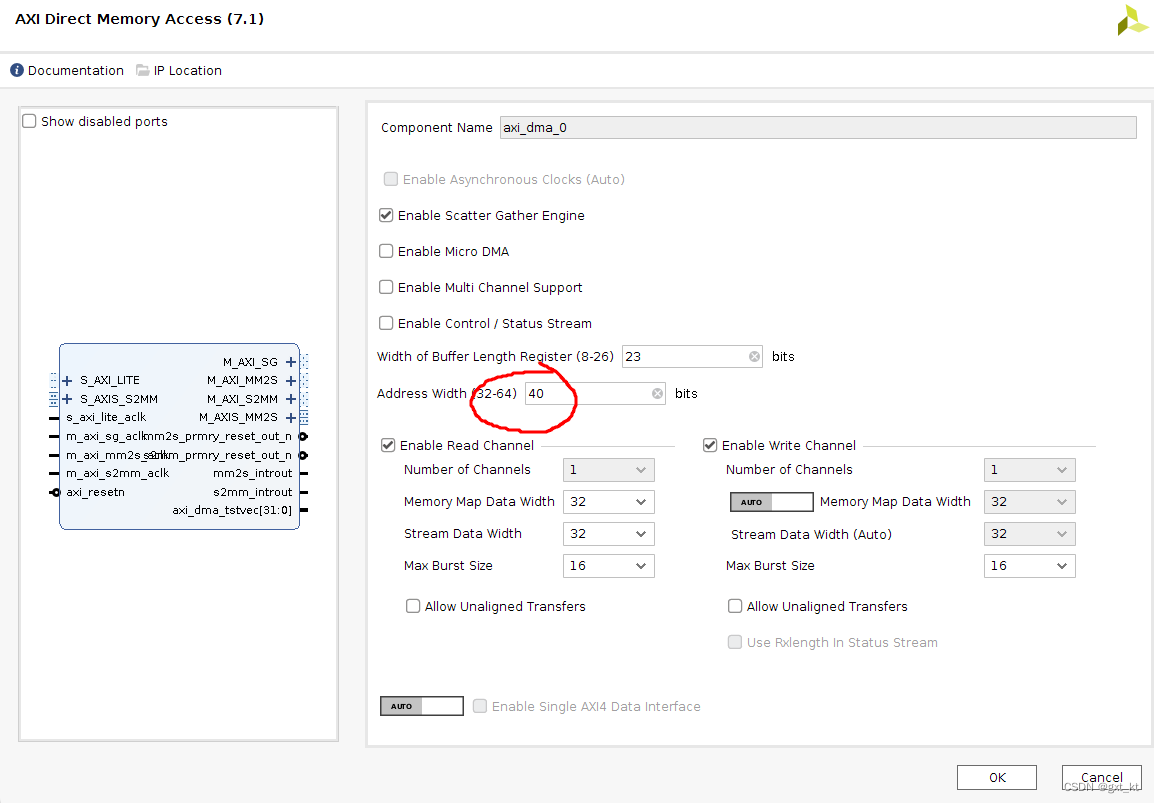 AXI Direct Memory Access (7.1)
Documentation IP Location
Show disabled ports
M_AXI_SG
S_AXI_LITE M_AXI_MM2S
S_AXIS_S2MM M_AXI_S2MM
s_axi_lite_aclk M_AXIS_MM2S
m_axi_sg_aclk mm2s_prmry_reset_out_n
m_axi_mm2s_aclk s2mm_prmry_reset_out_n
m_axi_s2mm_aclk mm2s_introut
axi_resetn s2mm_introut
axi_dma_tstvec[31:0]
Component Name axi_dma_0
Enable Asynchronous Clocks (Auto)
Enable Scatter Gather Engine
Enable Micro DMA
Enable Multi Channel Support
Enable Control / Status Stream
Width of Buffer Length Register (8-26) 23 bits
Address Width (32-64) 40 bits
Enable Read Channel
Number of Channels 1
Memory Map Data Width 32
Stream Data Width 32
Max Burst Size 16
Allow Unaligned Transfers
Enable Write Channel
Number of Channels 1
AUTO Memory Map Data Width 32
Stream Data Width (Auto) 32
Max Burst Size 16
Allow Unaligned Transfers
Use Rxlength In Status Stream
AUTO Enable Single AXI4 Data Interface
OK Cancel
CSDN @gxt_kt